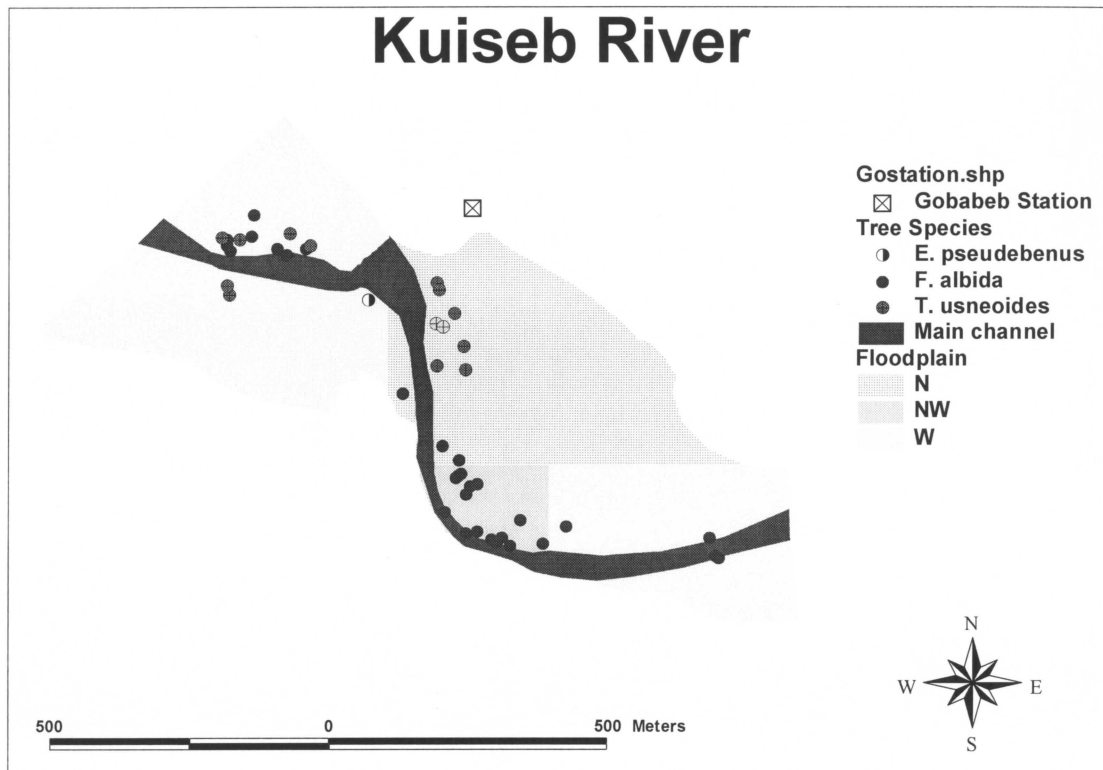 Kuiseb River
Gostation.shp
Gobabeb Station
Tree Species
E. pseudebenus
F. albida
T. usneoides
Main channel
Floodplain
N
NW
W
N
W E
S
500 0 500 Meters